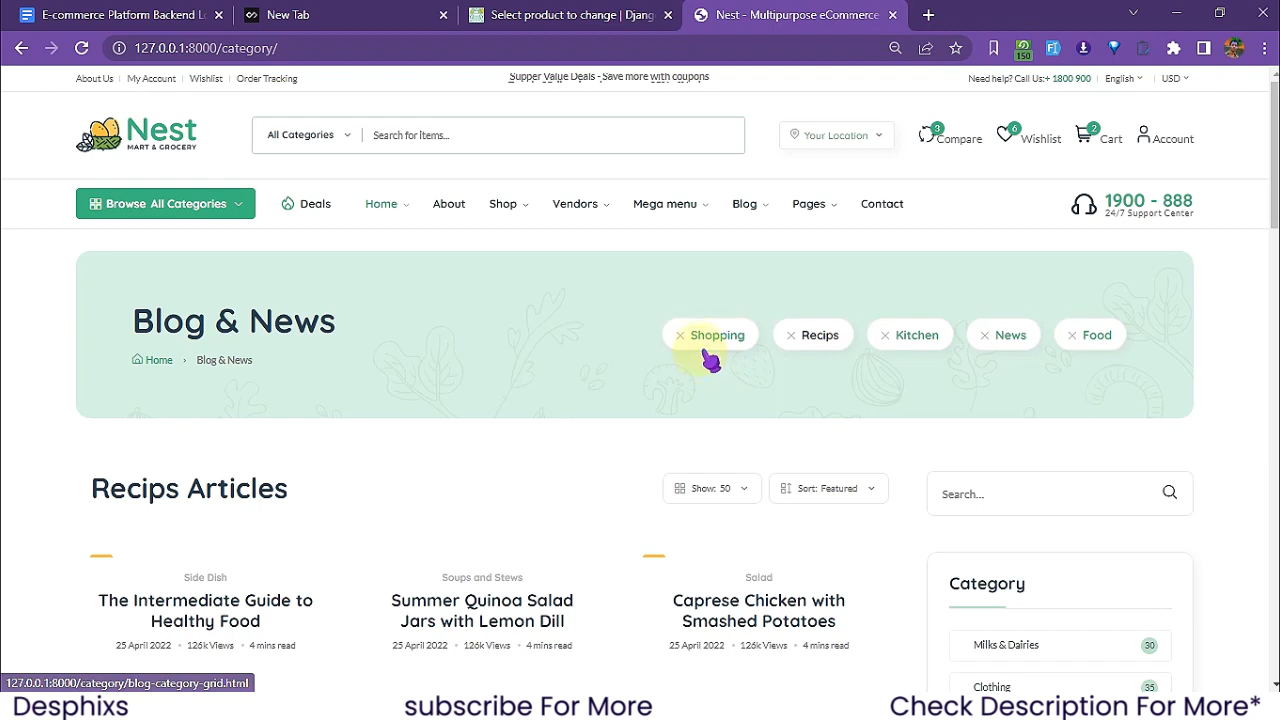 E-commerce Platform Backend Lo
New Tab
Select product to change | Djang
Nest - Multipurpose eCommerce
127.0.0.1:8000/category/
150
About Us
My Account
Wishlist
Order Tracking
Supper Value Deals - Save more with coupons
Need help? Call Us:+ 1800 900
English
USD
Nest
MART & GROCERY
All Categories
Search for items...
Your Location
3
Compare
6
Wishlist
2
Cart
Account
Browse All Categories
Deals
Home
About
Shop
Vendors
Mega menu
Blog
Pages
Contact
1900 - 888
24/7 Support Center
Blog & News
Home
Blog & News
Shopping
Recips
Kitchen
News
Food
Recips Articles
Show: 50
Sort: Featured
Search...
Side Dish
The Intermediate Guide to
Healthy Food
25 April 2022 • 126k Views • 4 mins read
Soups and Stews
Summer Quinoa Salad
Jars with Lemon Dill
25 April 2022 • 126k Views • 4 mins read
Salad
Caprese Chicken with
Smashed Potatoes
25 April 2022 • 126k Views • 4 mins read
Category
Milks & Dairies
30
Clothing
35
127.0.0.1:8000/category/blog-category-grid.html
Desphixs
subscribe For More
Check Description For More*